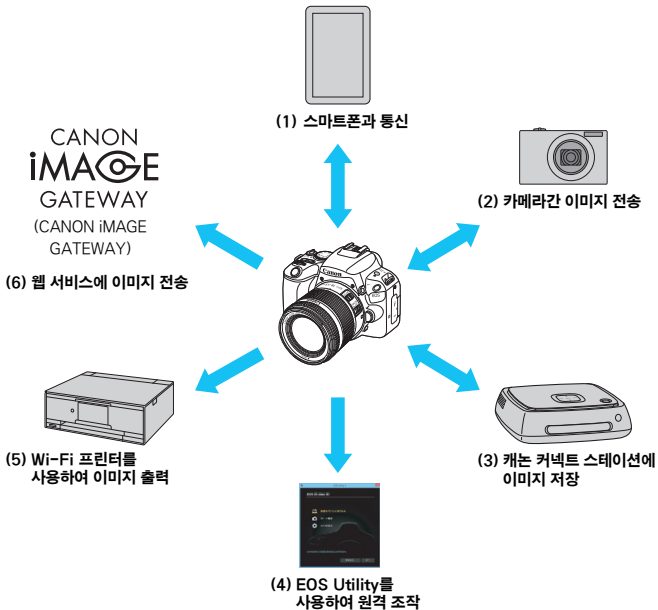 (1) 스마트폰과 통신
CANON
iMAGE
GATEWAY
(CANON iMAGE
GATEWAY)
(6) 웹 서비스에 이미지 전송
(2) 카메라간 이미지 전송
Canon
(5) Wi-Fi 프린터를
사용하여 이미지 출력
(3) 캐논 커넥트 스테이션에
이미지 저장
(4) EOS Utility를
사용하여 원격 조작